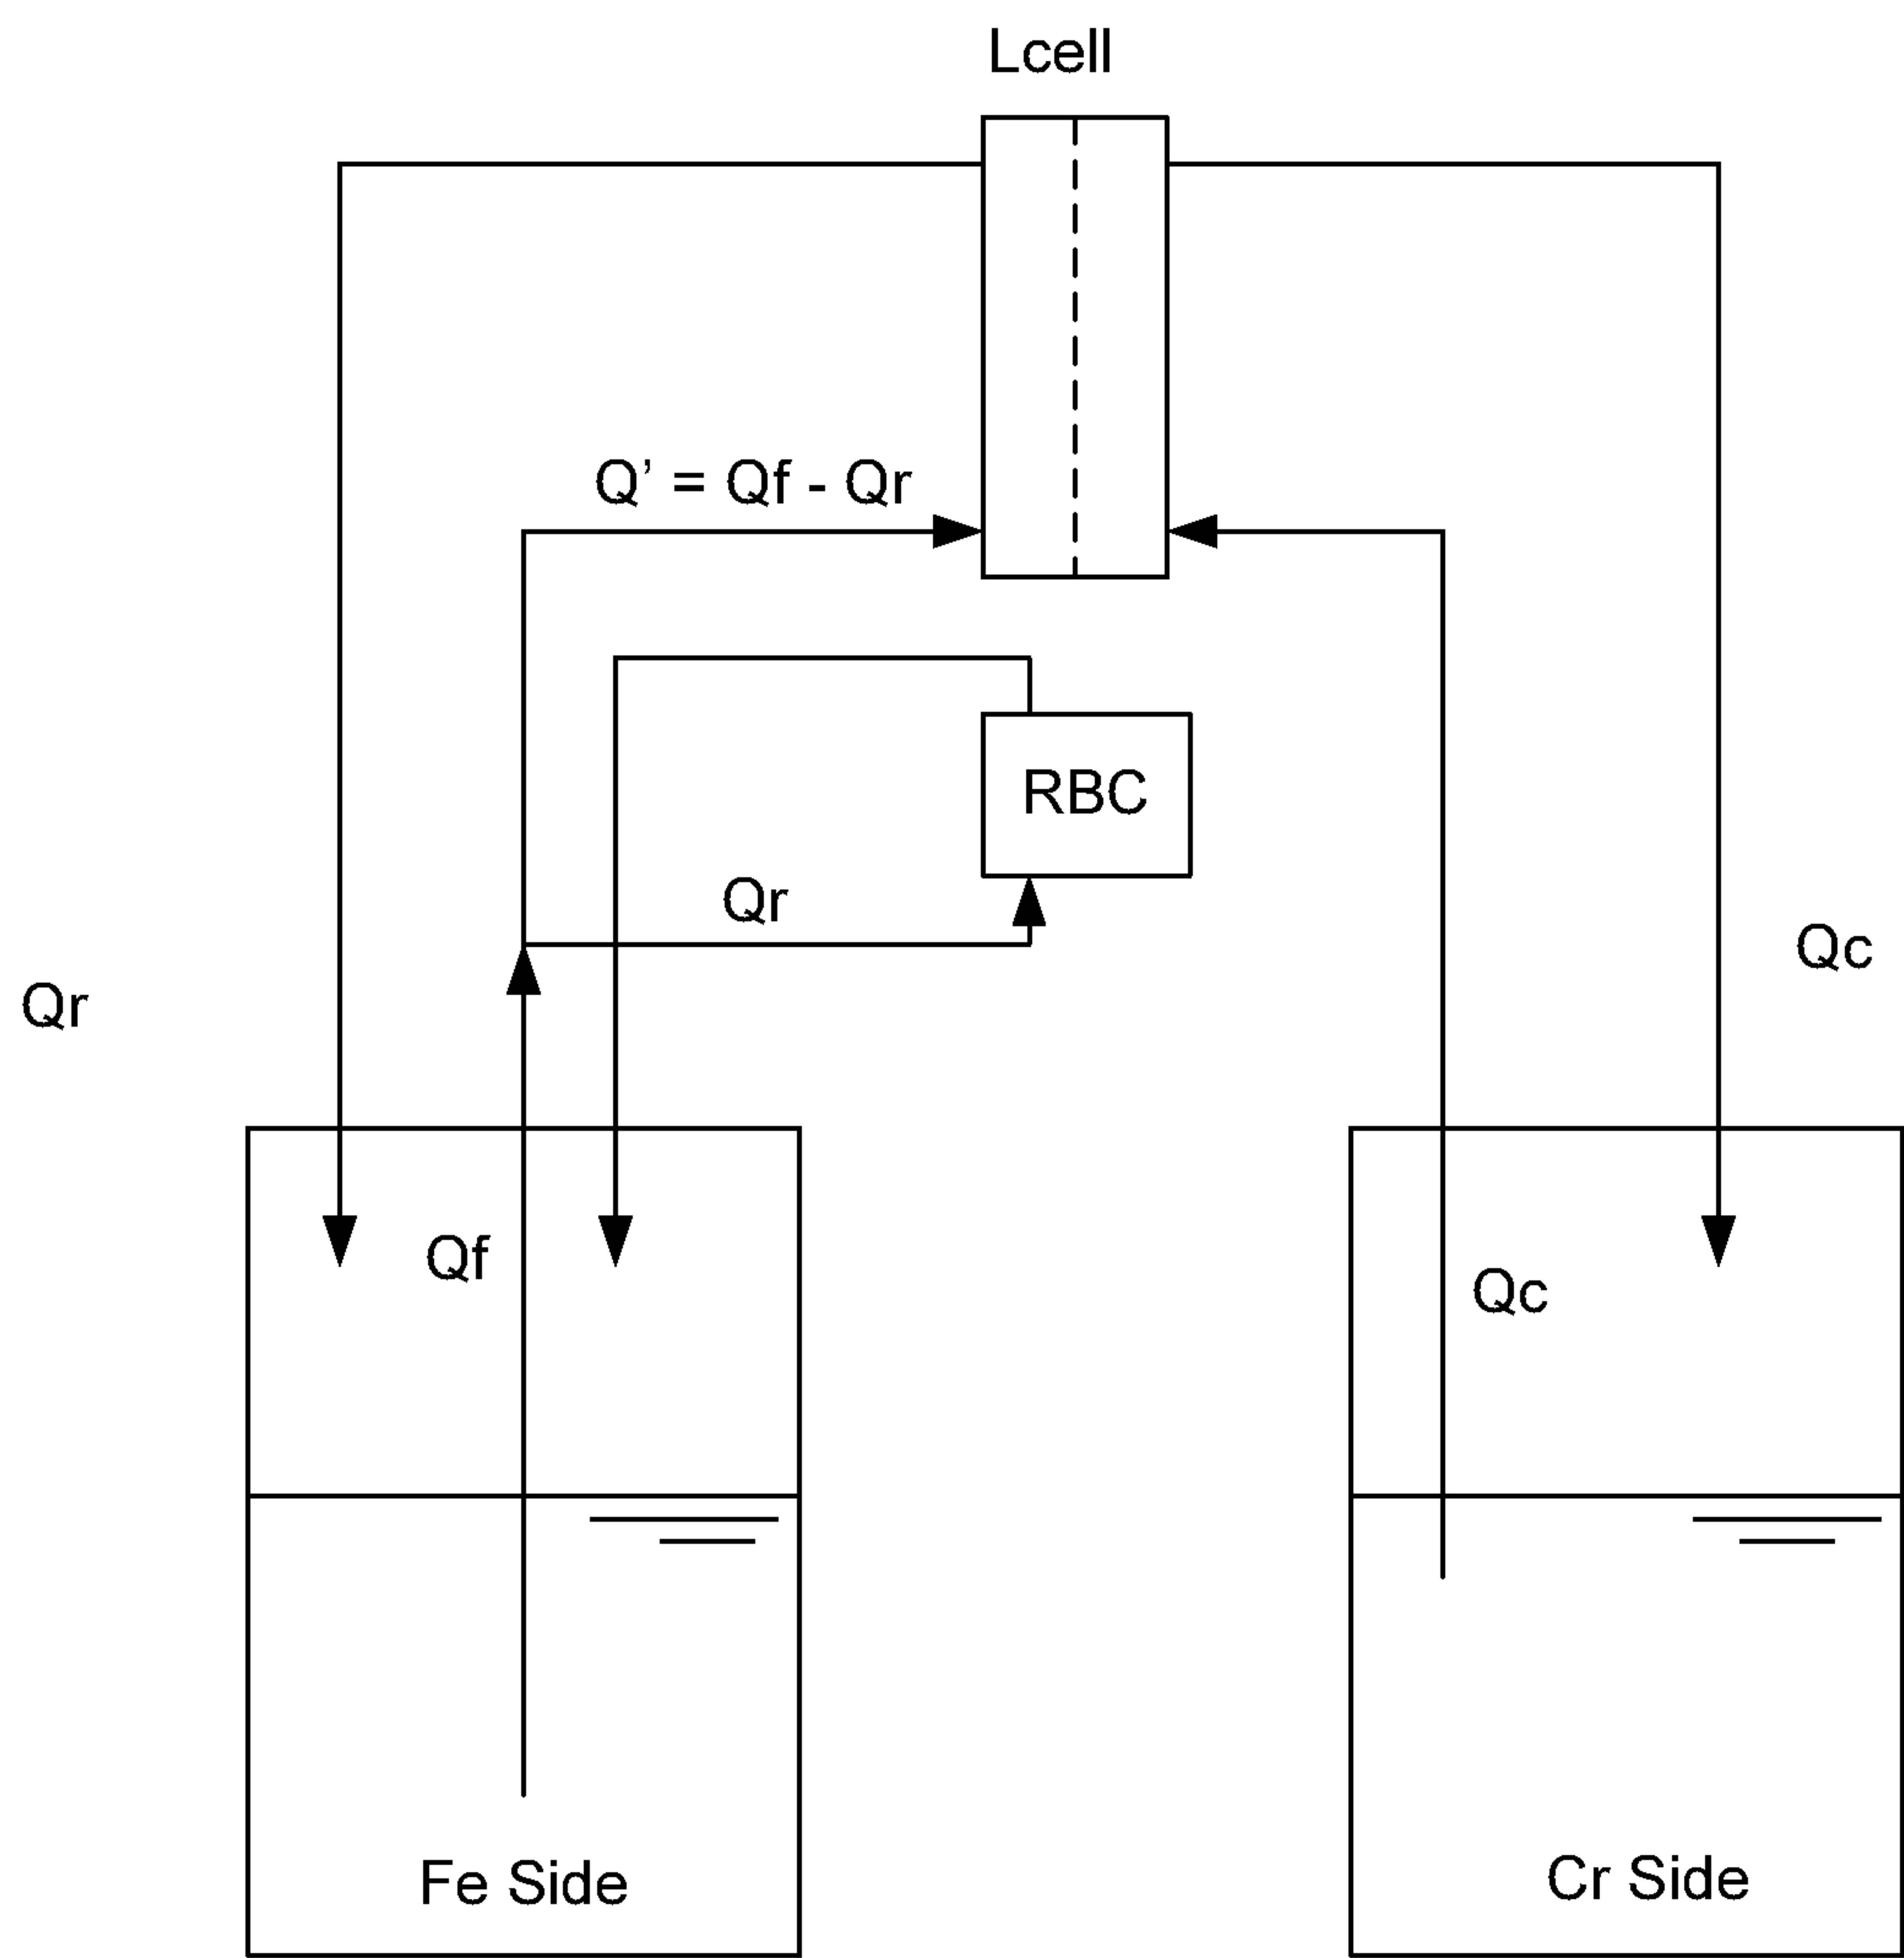 Lcell
Q’ = Qf - Qr
RBC
Qr
Qc
Qr
Qf
Qc
Fe Side
Cr Side